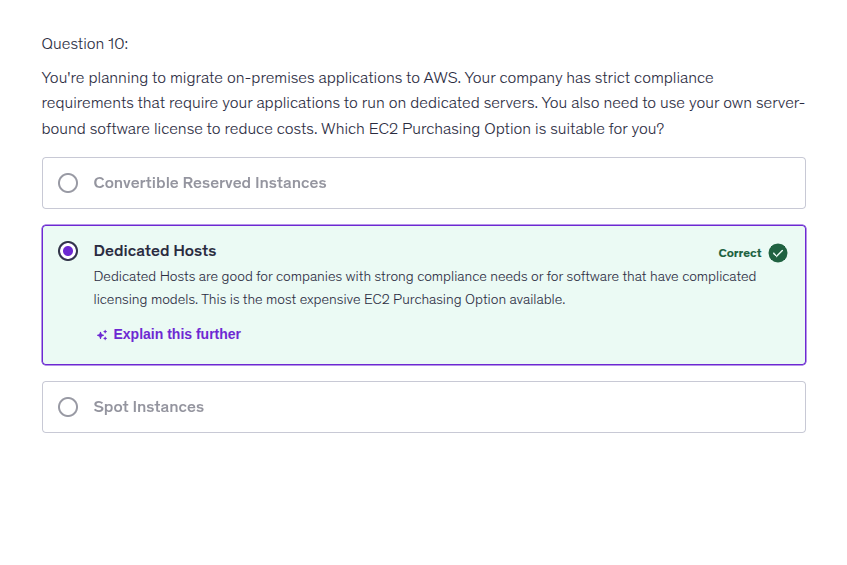 Question 10:
You're planning to migrate on-premises applications to AWS. Your company has strict compliance
requirements that require your applications to run on dedicated servers. You also need to use your own server-
bound software license to reduce costs. Which EC2 Purchasing Option is suitable for you?
Convertible Reserved Instances
Dedicated Hosts
Correct
Dedicated Hosts are good for companies with strong compliance needs or for software that have complicated
licensing models. This is the most expensive EC2 Purchasing Option available.
Explain this further
Spot Instances